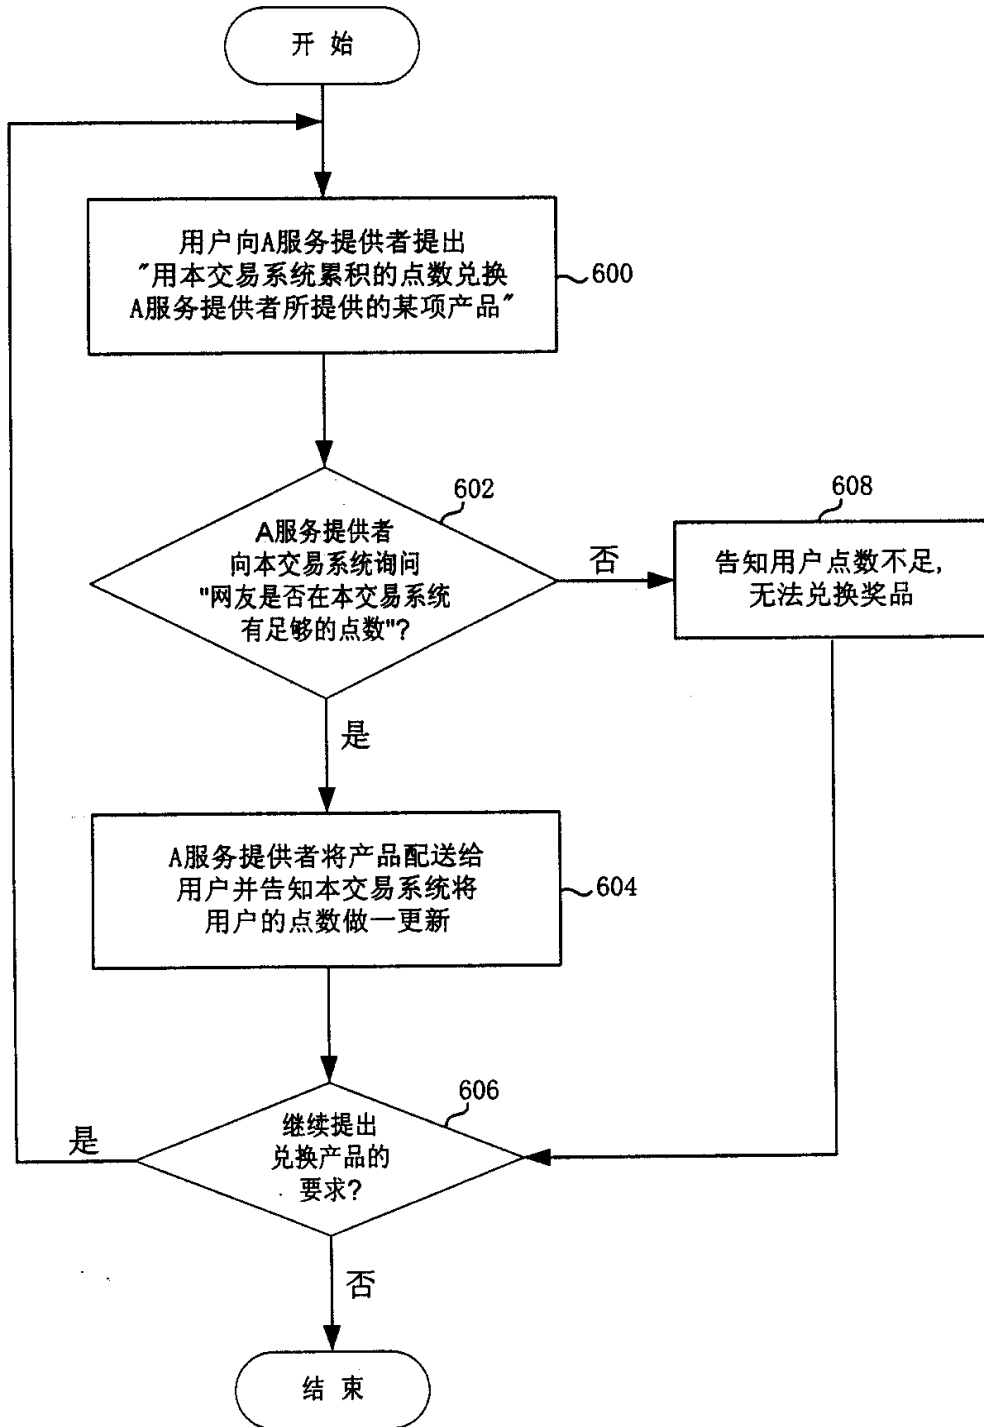 开始
用户向A服务提供者提出
"用本交易系统累积的点数兑换
A服务提供者所提供的某项产品"
600
602
A服务提供者
向本交易系统询问
"网友是否在本交易系统
有足够的点数"?
否
608
告知用户点数不足,
无法兑换奖品
是
A服务提供者将产品配送给
用户并告知本交易系统将
用户的点数做一更新
604
606
继续提出
兑换产品的
要求?
是
否
结束